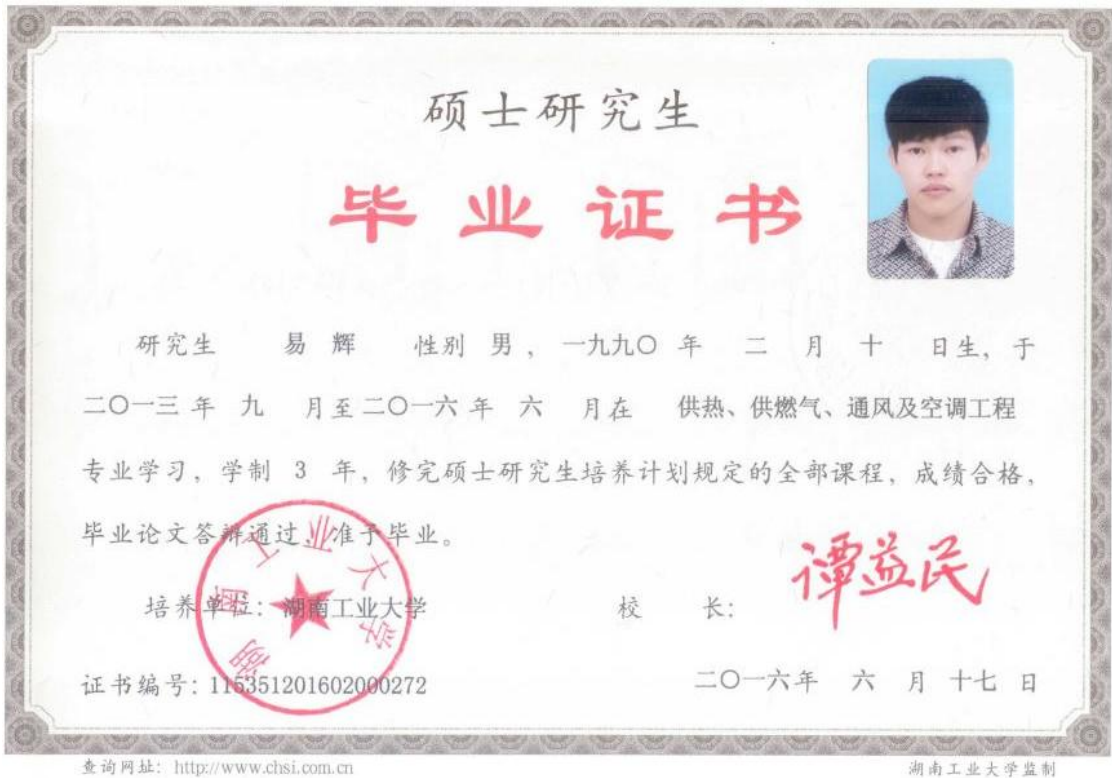 硕士研究生
毕业证书
研究生 易辉 性别 男，一九九〇 年 二 月 十 日生，于
二〇一三 年 九 月至二〇一六 年 六 月在 供热、供燃气、通风及空调工程
专业学习，学制 3 年，修完硕士研究生培养计划规定的全部课程，成绩合格，
毕业论文答辩通过，准予毕业。
湖南工业大学
培养单位：湖南工业大学 校 长：谭益民
证书编号：115351201602000272 二〇一六年 六 月 十七 日
查询网址：http://www.chsi.com.cn 湖南工业大学监制